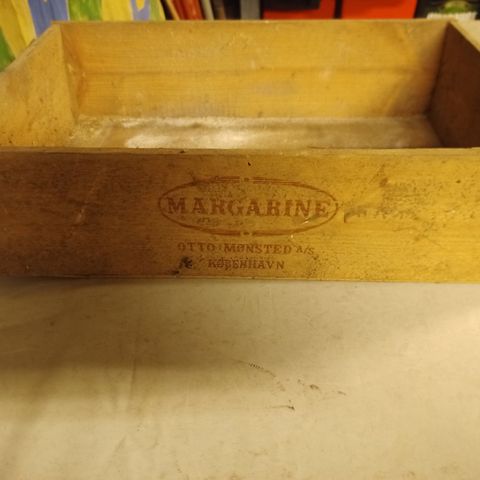 MARGARINE
OTTO MØNSTED A/S
KØBENHAVN